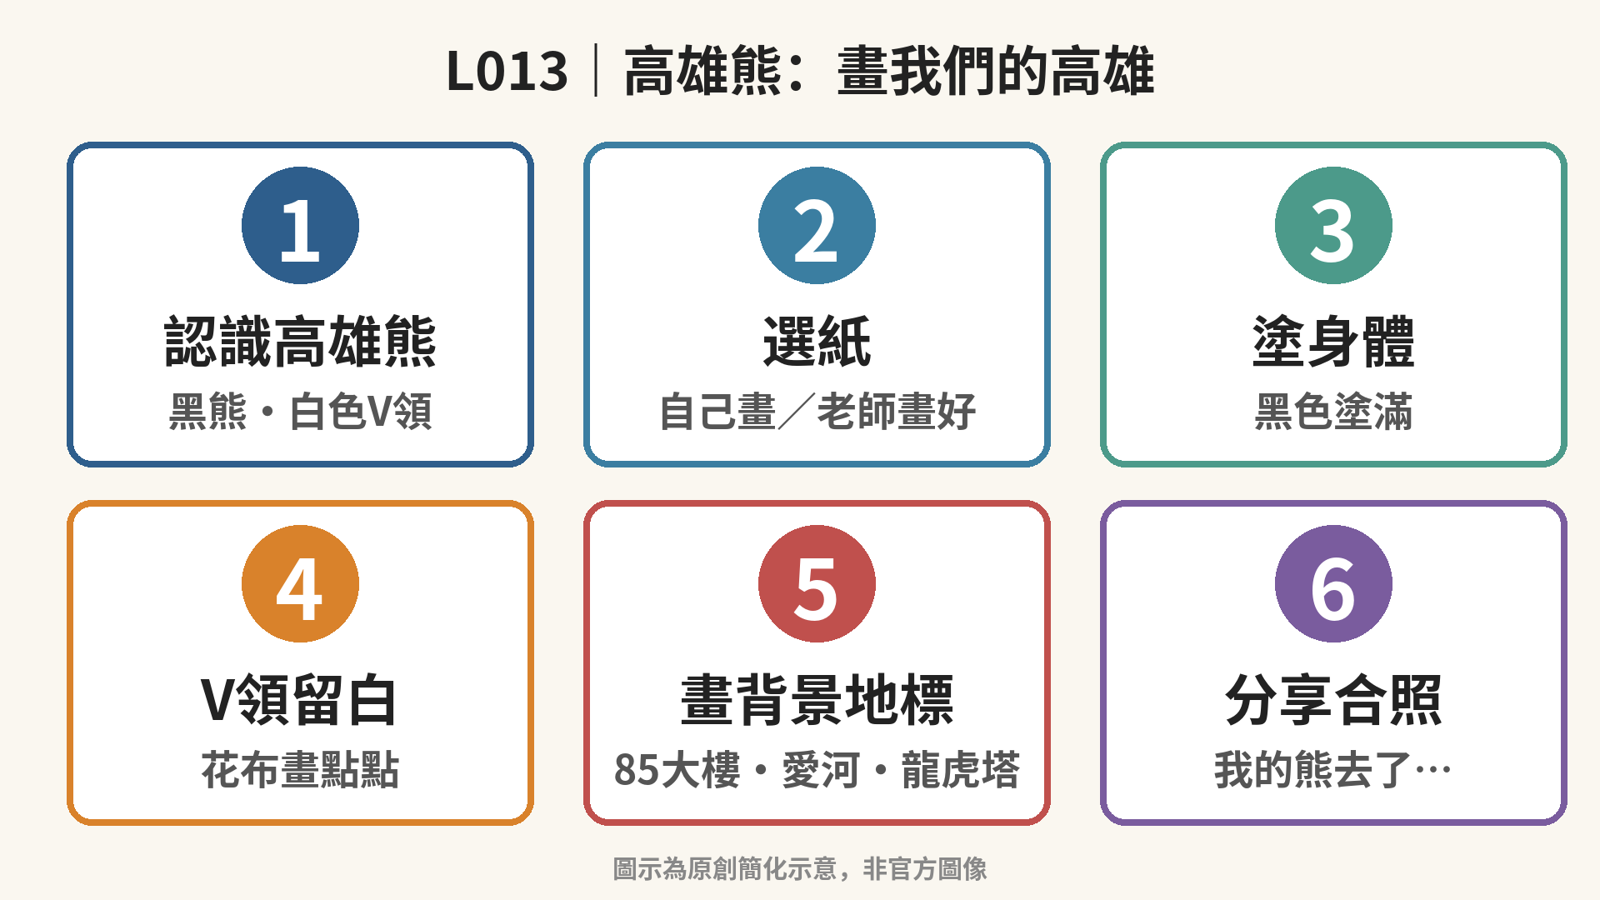 L013｜高雄熊：畫我們的高雄
1
認識高雄熊
黑熊・白色V領
2
選紙
自己畫／老師畫好
3
塗身體
黑色塗滿
4
V領留白
花布畫點點
5
畫背景地標
85大樓・愛河・龍虎塔
6
分享合照
我的熊去了…
圖示為原創簡化示意，非官方圖像